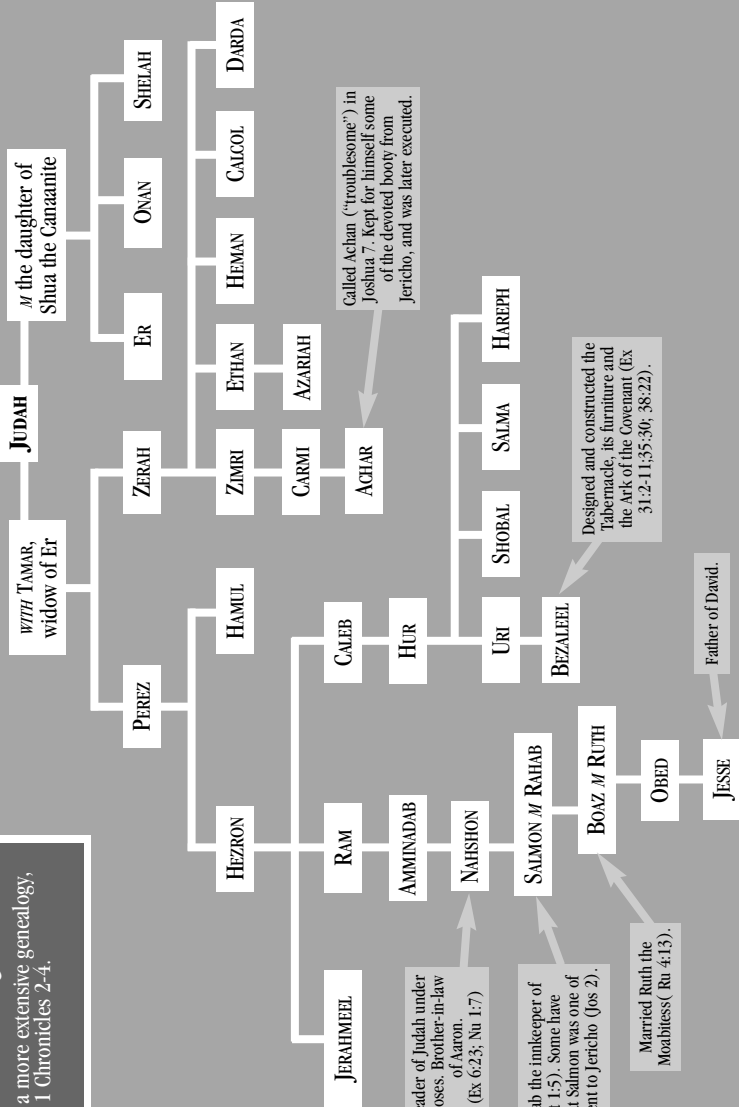 a more extensive genealogy,
1 Chronicles 2-4.
JUDAH
WITH TAMAR,
widow of Er
M the daughter of
Shua the Canaanite
PEREZ
ZERAH
ER
ONAN
SHELAH
HEZRON
HAMUL
ZIMRI
ETHAN
HEMAN
CALCOL
DARDA
JERAHMEEL
RAM
CALEB
CARMI
AZARIAH
AMMINADAB
HUR
ACHAR
Called Achan ("troublesome") in
Joshua 7. Kept for himself some
of the devoted booty from
Jericho, and was later executed.
NAHSHON
eader of Judah under
oses. Brother-in-law
of Aaron.
(Ex 6:23; Nu 1:7)
URI
SHOBAL
SALMA
HAREPH
SALMON M RAHAB
ab the innkeeper of
t 1:5). Some have
t Salmon was one of
ent to Jericho (Jos 2).
BEZALEEL
Designed and constructed the
Tabernacle, its furniture and
the Ark of the Covenant (Ex
31:2-11;35:30; 38:22).
BOAZ M RUTH
Married Ruth the
Moabitess( Ru 4:13).
OBED
JESSE
Father of David.